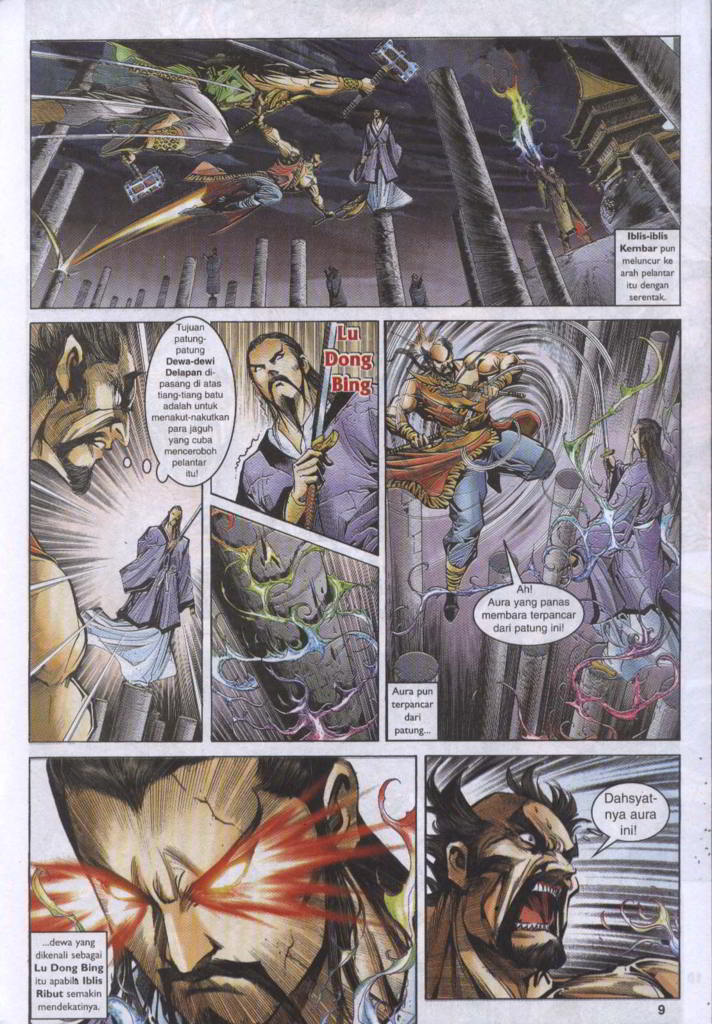 Iblis-iblis
Kembar pun
meluncur ke
arah pelantar
itu dengan
serentak.
Tujuan
patung-
patung
Dewa-dewi
Delapan di-
pasang di atas
tiang-tiang batu
adalah untuk
menakut-nakutkan
para jaguh
yang cuba
menceroboh
pelantar
itu!
Lu
Dong
Bing
Ah!
Aura yang panas
membara terpancar
dari patung ini!
Aura pun
terpancar
dari
patung...
...dewa yang
dikenali sebagai
Lu Dong Bing
itu apabila Iblis
Ribut semakin
mendekatinya.
Dahsyat-
nya aura
ini!
9